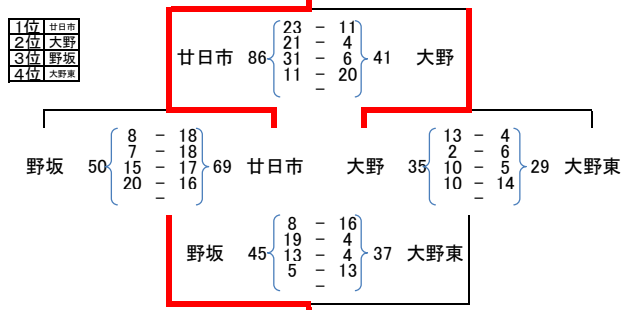 1位 廿日市
2位 大野
3位 野坂
4位 大野東
23 - 11
21 - 4
廿日市 86 31 - 6 41 大野
11 - 20
-
8 - 18
7 - 18
野坂 50 15 - 17 69 廿日市
20 - 16
-
13 - 4
2 - 6
大野 35 10 - 5 29 大野東
10 - 14
-
8 - 16
19 - 4
野坂 45 13 - 4 37 大野東
5 - 13
-